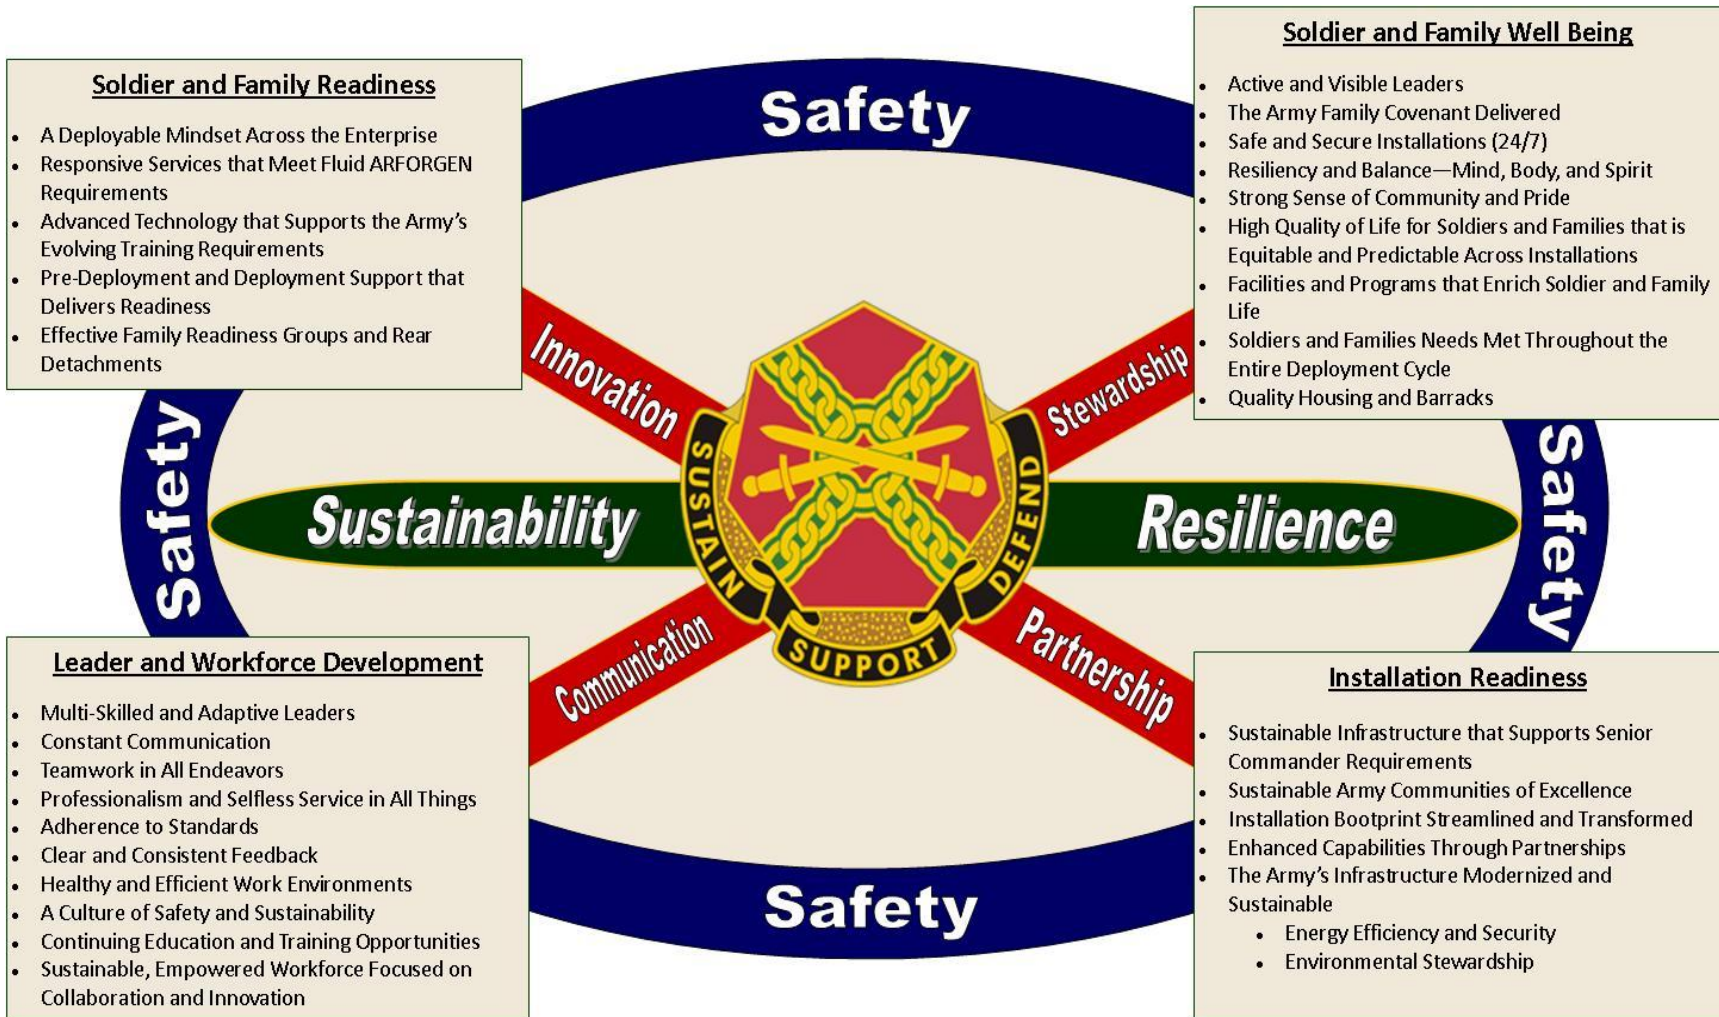 Soldier and Family Readiness
• A Deployable Mindset Across the Enterprise
• Responsive Services that Meet Fluid ARFORGEN
Requirements
• Advanced Technology that Supports the Army's
Evolving Training Requirements
• Pre-Deployment and Deployment Support that
Delivers Readiness
• Effective Family Readiness Groups and Rear
Detachments
Safety
Soldier and Family Well Being
• Active and Visible Leaders
• The Army Family Covenant Delivered
• Safe and Secure Installations (24/7)
• Resiliency and Balance—Mind, Body, and Spirit
• Strong Sense of Community and Pride
• High Quality of Life for Soldiers and Families that is
Equitable and Predictable Across Installations
• Facilities and Programs that Enrich Soldier and Family
Life
• Soldiers and Families Needs Met Throughout the
Entire Deployment Cycle
• Quality Housing and Barracks
Innovation
Stewardship
Safety
Sustainability
SUSTAIN
SUPPORT
DEFEND
Resilience
Safety
Communication
Partnership
Leader and Workforce Development
• Multi-Skilled and Adaptive Leaders
• Constant Communication
• Teamwork in All Endeavors
• Professionalism and Selfless Service in All Things
• Adherence to Standards
• Clear and Consistent Feedback
• Healthy and Efficient Work Environments
• A Culture of Safety and Sustainability
• Continuing Education and Training Opportunities
• Sustainable, Empowered Workforce Focused on
Collaboration and Innovation
Safety
Installation Readiness
• Sustainable Infrastructure that Supports Senior
Commander Requirements
• Sustainable Army Communities of Excellence
• Installation Bootprint Streamlined and Transformed
• Enhanced Capabilities Through Partnerships
• The Army's Infrastructure Modernized and
Sustainable
• Energy Efficiency and Security
• Environmental Stewardship